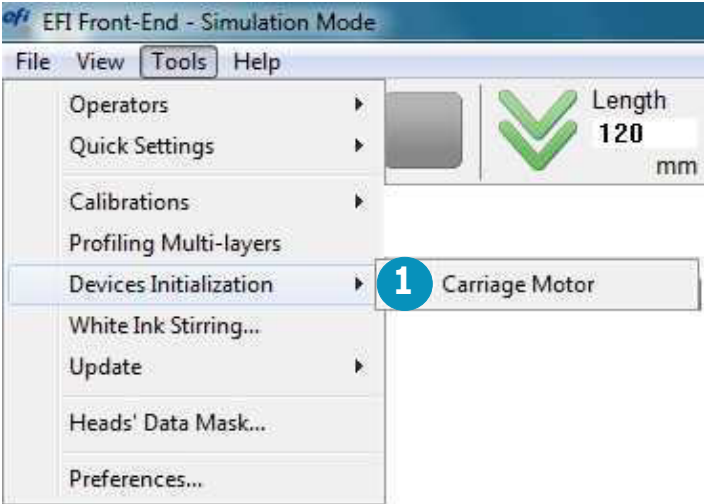 efi EFI Front-End - Simulation Mode
File View Tools Help
Operators
Quick Settings
Length
120
mm
Calibrations
Profiling Multi-layers
Devices Initialization
1 Carriage Motor
White Ink Stirring...
Update
Heads' Data Mask...
Preferences...